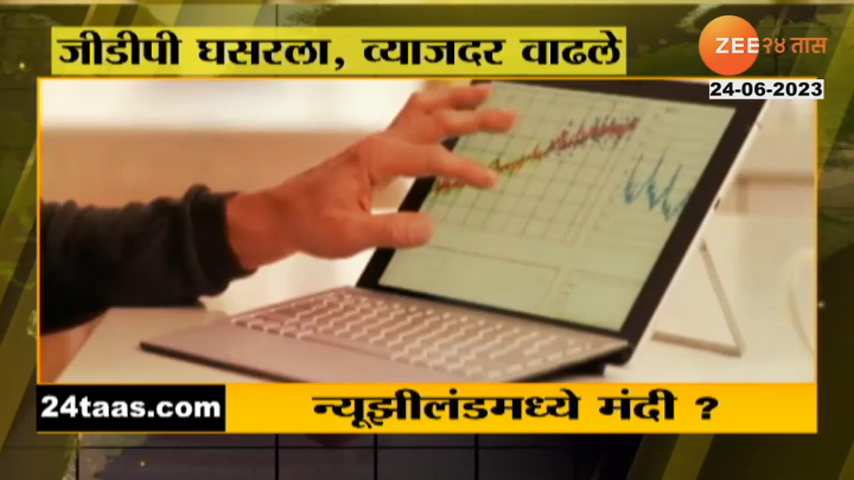 जीडीपी घसरला, व्याजदर वाढले
ZEE २४ तास
24-06-2023
24taas.com
न्यूझीलंडमध्ये मंदी ?